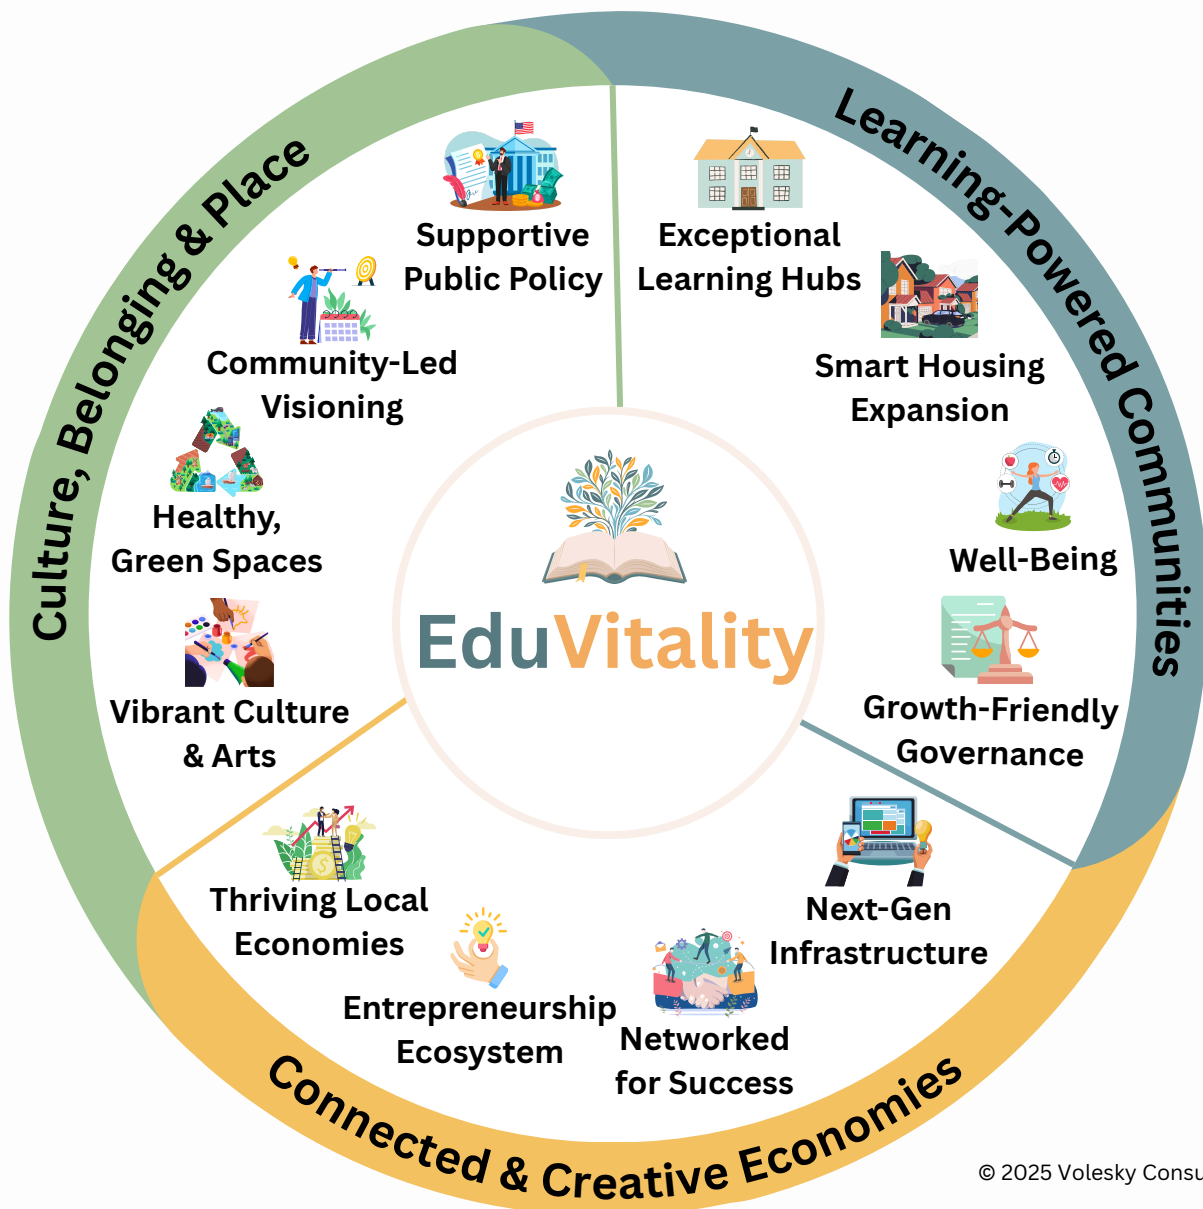 Culture, Belonging & Place
Learning-Powered Communities
Connected & Creative Economies
Supportive
Public Policy
Exceptional
Learning Hubs
Community-Led
Visioning
Smart Housing
Expansion
Healthy,
Green Spaces
Well-Being
EduVitality
Vibrant Culture
& Arts
Growth-Friendly
Governance
Thriving Local
Economies
Next-Gen
Infrastructure
Entrepreneurship
Ecosystem
Networked
for Success
© 2025 Volesky Consu